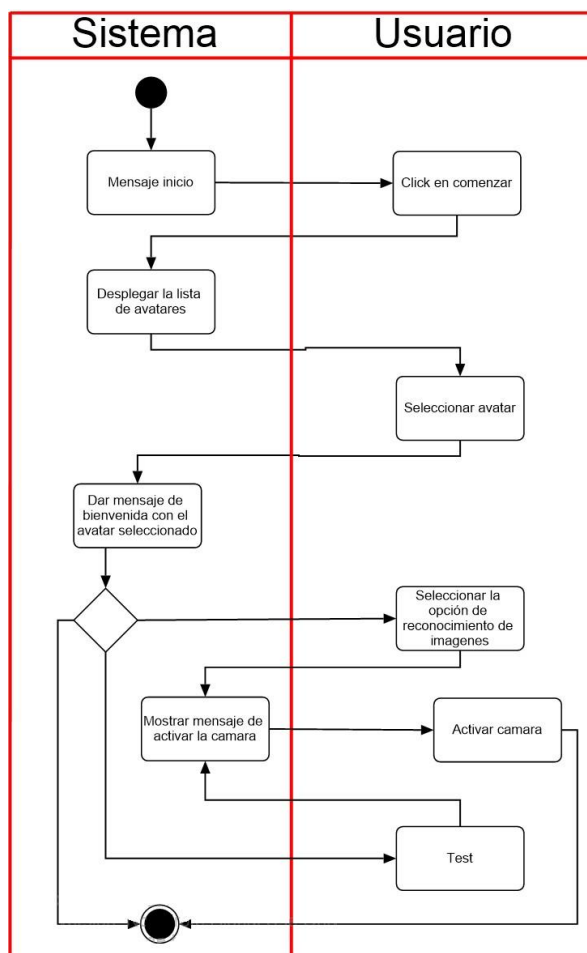 Sistema
Usuario
Mensaje inicio
Click en comenzar
Desplegar la lista
de avatares
Seleccionar avatar
Dar mensaje de
bienvenida con el
avatar seleccionado
Seleccionar la
opción de
reconocimiento de
imagenes
Mostrar mensaje de
activar la camara
Activar camara
Test